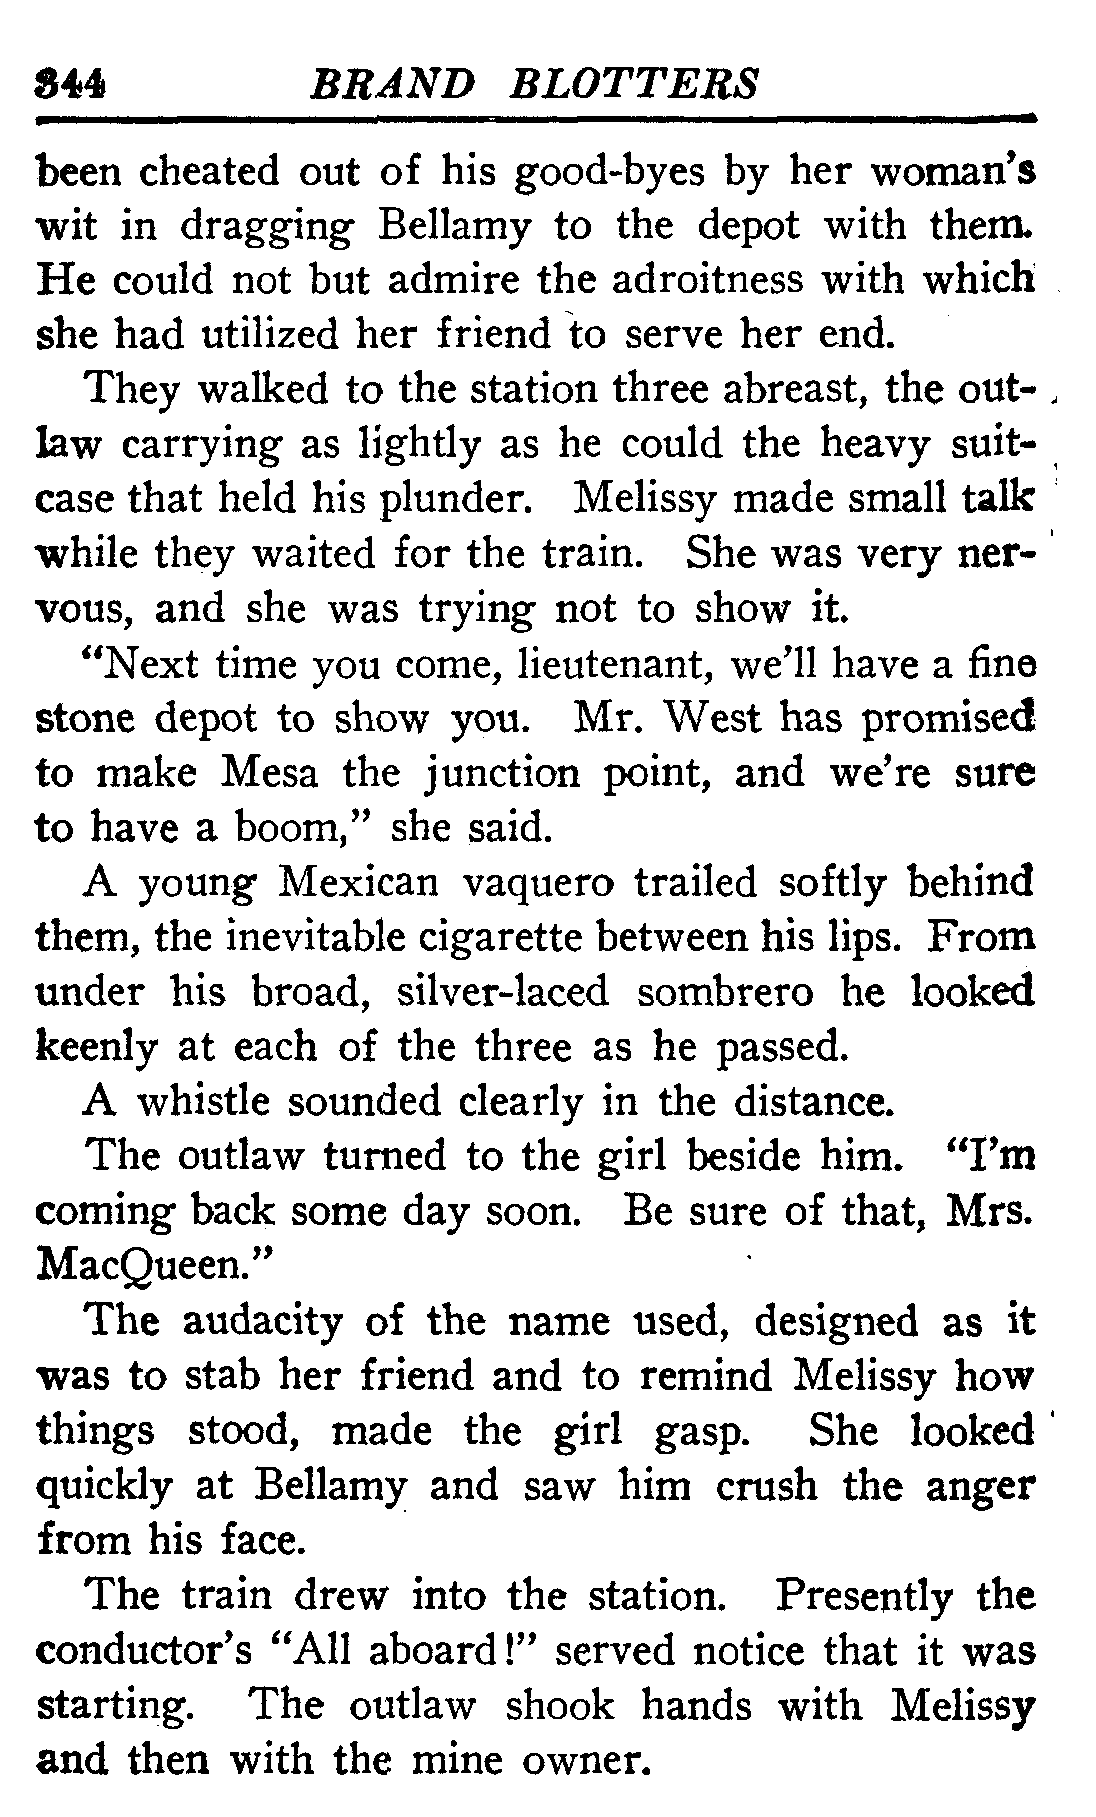 344 BRAND BLOTTERS
been cheated out of his good-byes by her woman's
wit in dragging Bellamy to the depot with them.
He could not but admire the adroitness with which
she had utilized her friend to serve her end.
They walked to the station three abreast, the out-
law carrying as lightly as he could the heavy suit-
case that held his plunder. Melissy made small talk
while they waited for the train. She was very ner-
vous, and she was trying not to show it.
"Next time you come, lieutenant, we'll have a fine
stone depot to show you. Mr. West has promised
to make Mesa the junction point, and we're sure
to have a boom," she said.
A young Mexican vaquero trailed softly behind
them, the inevitable cigarette between his lips. From
under his broad, silver-laced sombrero he looked
keenly at each of the three as he passed.
A whistle sounded clearly in the distance.
The outlaw turned to the girl beside him. "I'm
coming back some day soon. Be sure of that, Mrs.
MacQueen."
The audacity of the name used, designed as it
was to stab her friend and to remind Melissy how
things stood, made the girl gasp. She looked
quickly at Bellamy and saw him crush the anger
from his face.
The train drew into the station. Presently the
conductor's "All aboard!" served notice that it was
starting. The outlaw shook hands with Melissy
and then with the mine owner.